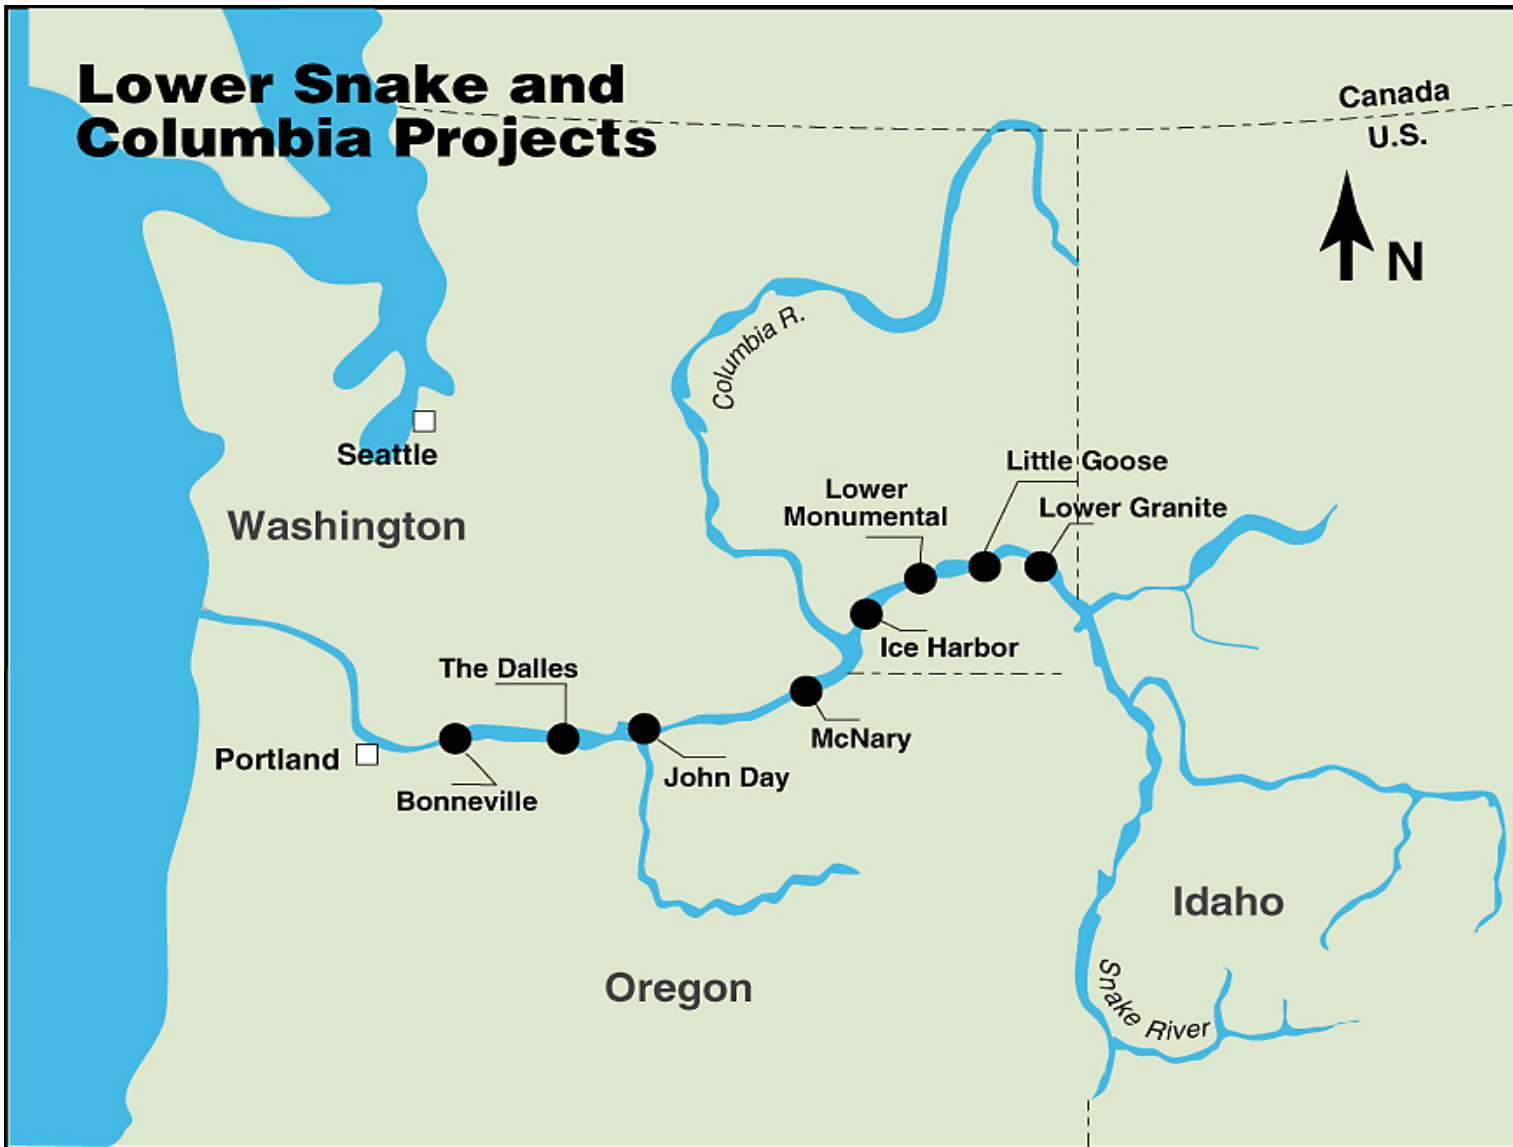 Lower Snake and
Columbia Projects
Canada
U.S.
N
Columbia R.
Seattle
Washington
Little Goose
Lower
Monumental
Lower Granite
Ice Harbor
The Dalles
McNary
Portland
John Day
Bonneville
Idaho
Oregon
Snake River